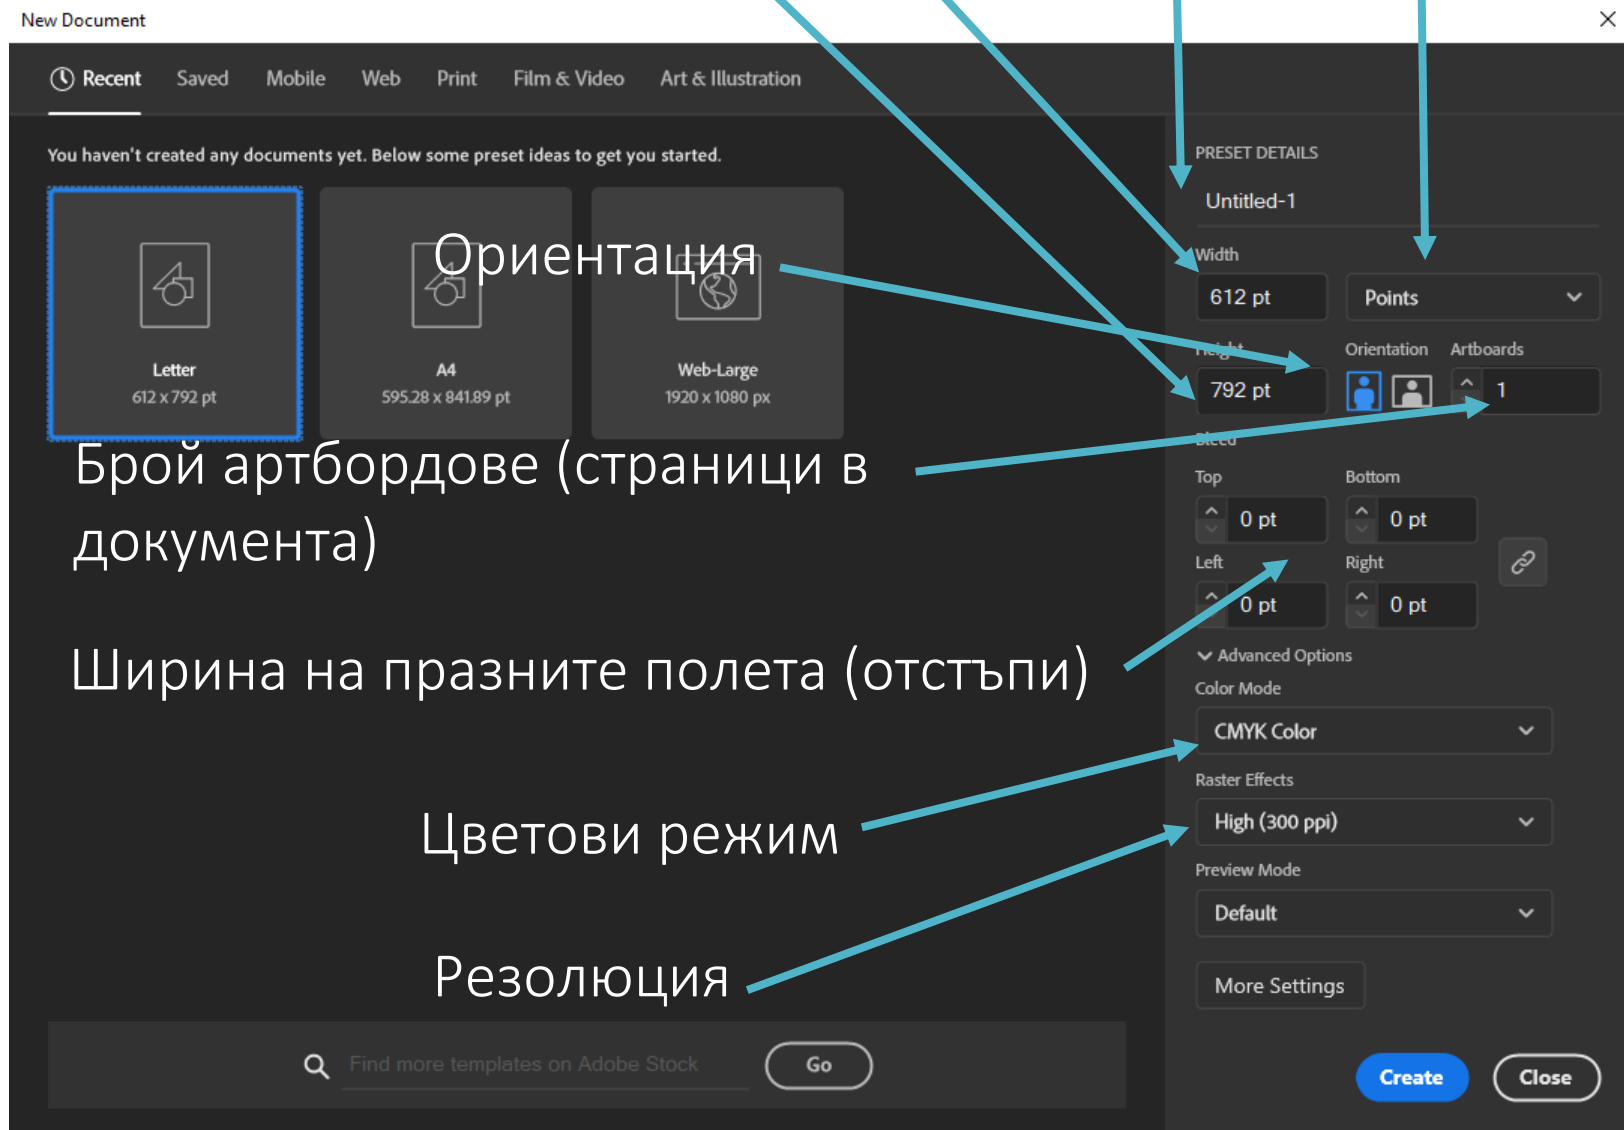 New Document
Recent Saved Mobile Web Print Film & Video Art & Illustration
You haven't created any documents yet. Below some preset ideas to get you started.
Letter
612 x 792 pt
A4
595.28 x 841.89 pt
Web-Large
1920 x 1080 px
Ориентация
Брой артбордове (страници в
документа)
Ширина на празните полета (отстъпи)
Цветови режим
Резолюция
Find more templates on Adobe Stock
Go
PRESET DETAILS
Untitled-1
Width
612 pt Points
Height Orientation Artboards
792 pt 1
Bleed
Top Bottom
0 pt 0 pt
Left Right
0 pt 0 pt
Advanced Options
Color Mode
CMYK Color
Raster Effects
High (300 ppi)
Preview Mode
Default
More Settings
Create Close